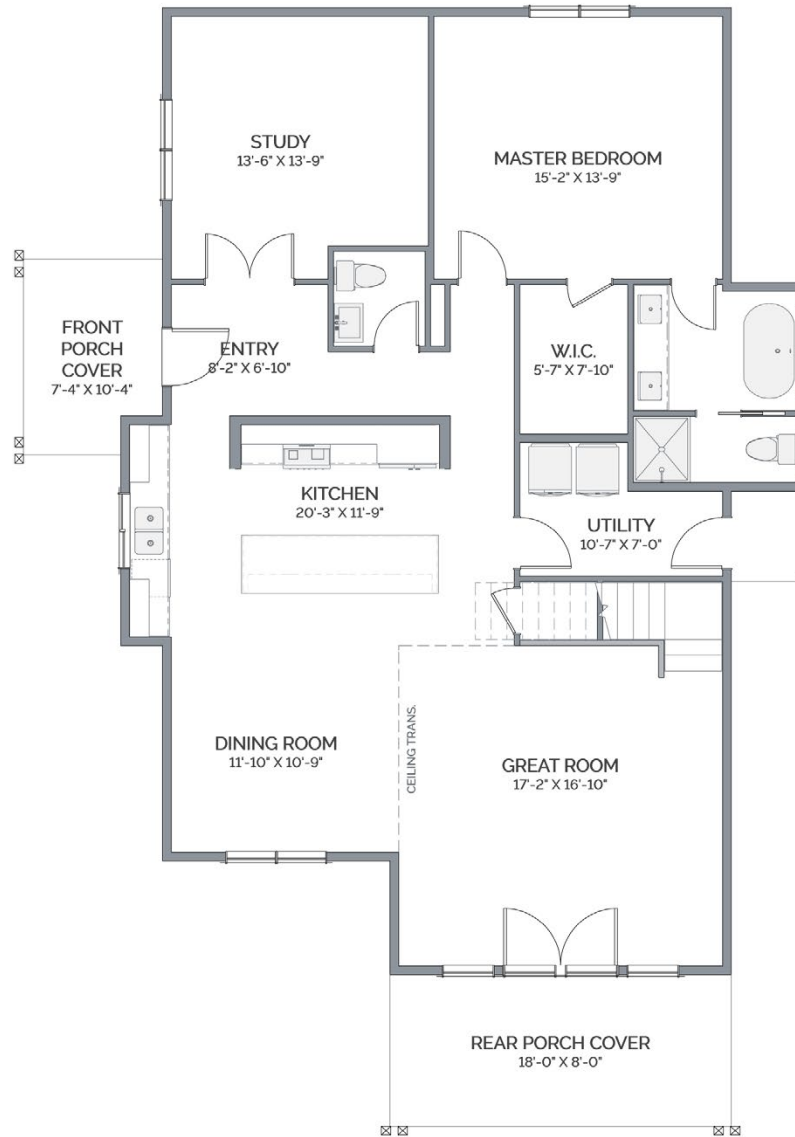 STUDY
13'-6" X 13'-9"
MASTER BEDROOM
15'-2" X 13'-9"
FRONT
PORCH
COVER
7'-4" X 10'-4"
ENTRY
8'-2" X 6'-10"
W.I.C.
5'-7" X 7'-10"
KITCHEN
20'-3" X 11'-9"
UTILITY
10'-7" X 7'-0"
DINING ROOM
11'-10" X 10'-9"
CEILING TRANS.
GREAT ROOM
17'-2" X 16'-10"
REAR PORCH COVER
18'-0" X 8'-0"